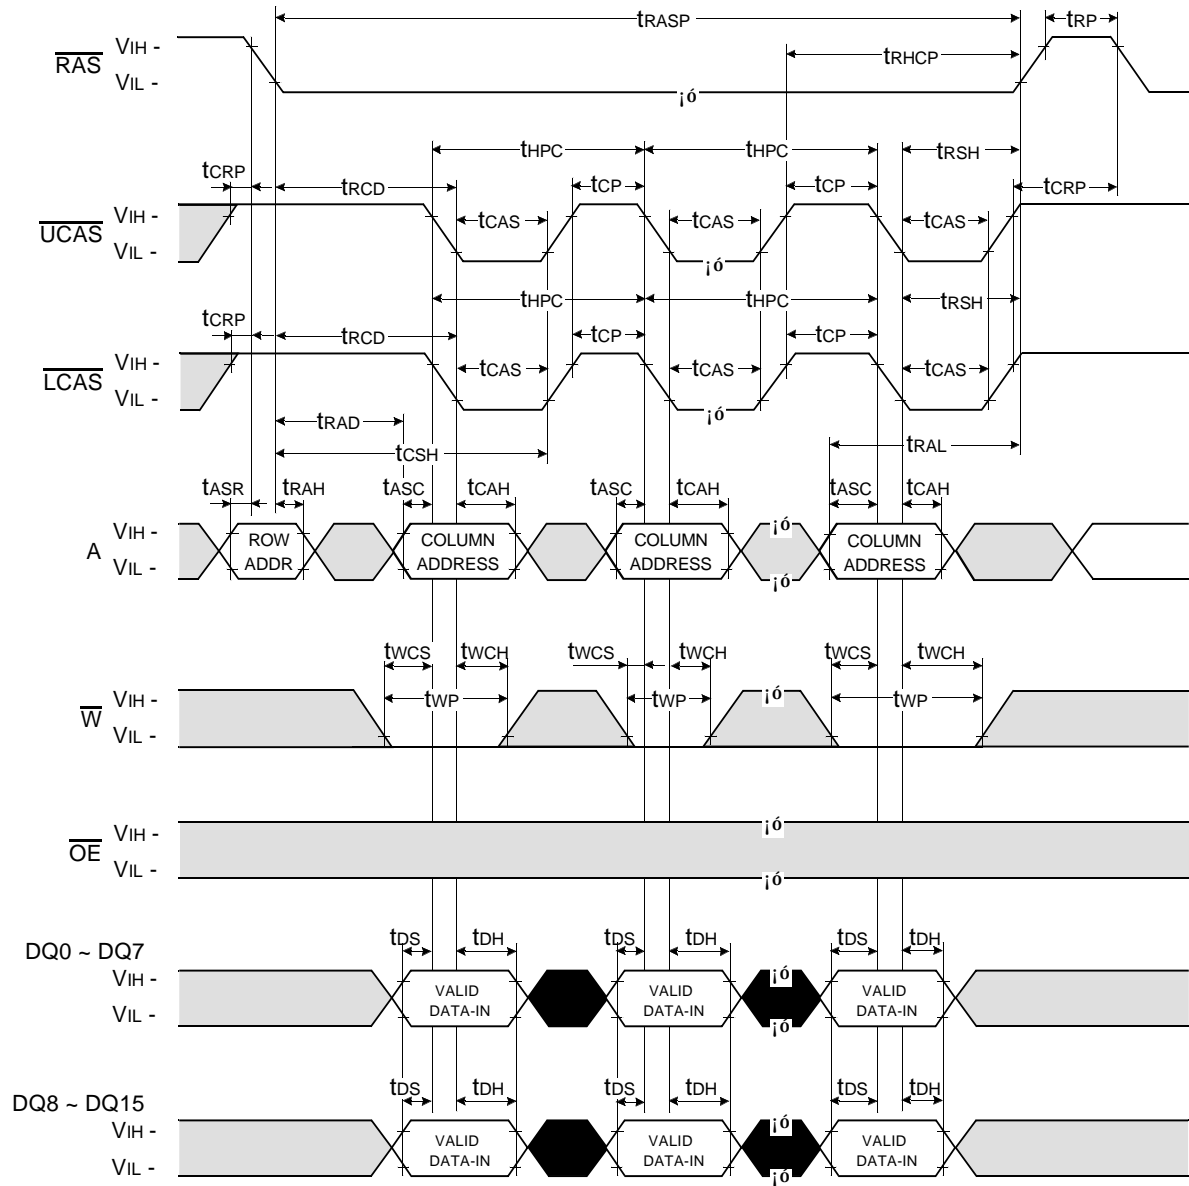 tRASP
tRP
RAS
VIH -
VIL -
tRHCP
¡ó
tHPC
tHPC
tRSH
tCRP
tRCD
tCP
tCP
tCRP
UCAS
VIH -
VIL -
tCAS
tCAS
tCAS
¡ó
tHPC
tHPC
tRSH
tCRP
tRCD
tCP
tCP
LCAS
VIH -
VIL -
tCAS
tCAS
tCAS
¡ó
tRAD
tCSH
tRAL
tASR
tRAH
tASC
tCAH
tASC
tCAH
tASC
tCAH
A
VIH -
VIL -
ROW
ADDR
COLUMN
ADDRESS
COLUMN
ADDRESS
¡ó
¡ó
COLUMN
ADDRESS
tWCS
tWCH
tWCS
tWCH
tWCS
tWCH
W
VIH -
VIL -
tWP
tWP
¡ó
tWP
OE
VIH -
VIL -
¡ó
¡ó
DQ0 ~ DQ7
VIH -
VIL -
tDS
tDH
tDS
tDH
tDS
tDH
VALID
DATA-IN
VALID
DATA-IN
¡ó
¡ó
VALID
DATA-IN
DQ8 ~ DQ15
VIH -
VIL -
tDS
tDH
tDS
tDH
tDS
tDH
VALID
DATA-IN
VALID
DATA-IN
¡ó
¡ó
VALID
DATA-IN